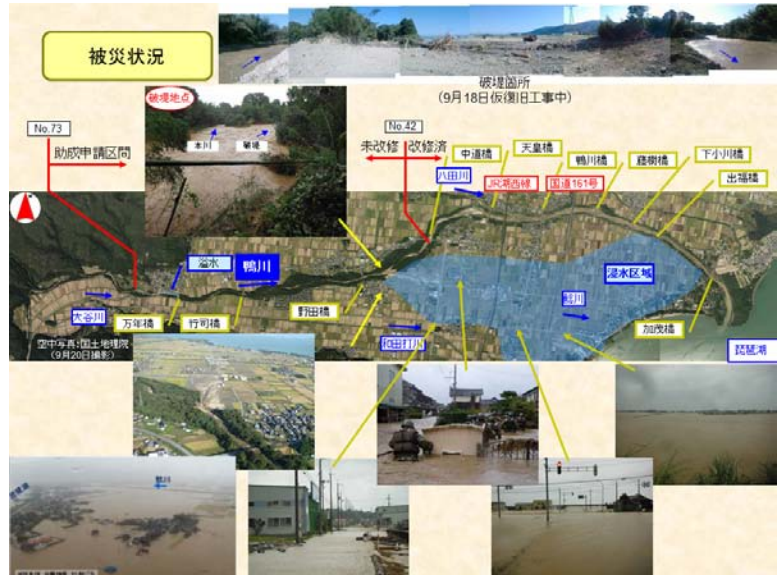 被災状況
破堤箇所
(9月18日仮復旧工事中)
破堤地点
No.73
No.42
助成申請区間
本川
破堤
未改修
改修済
中道橋
天皇橋
鴨川橋
藤樹橋
下小川橋
出福橋
八田川
JR湖西線
国道161号
溢水
鴨川
浸水区域
大谷川
万年橋
行司橋
野田橋
和田打川
加茂橋
琵琶湖
空中写真:国土地理院
(9月20日撮影)
鴨川